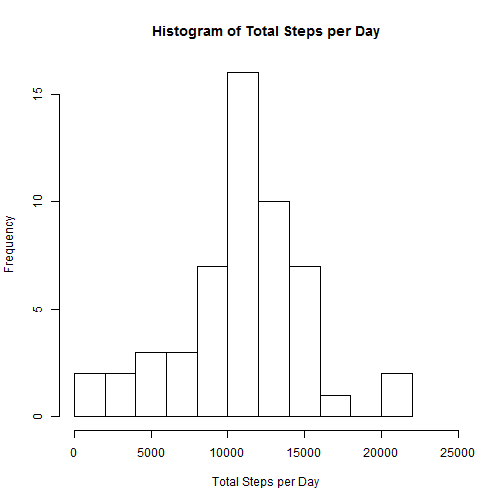 Histogram of Total Steps per Day
Frequency
15
10
5
0
0 5000 10000 15000 20000 25000
Total Steps per Day